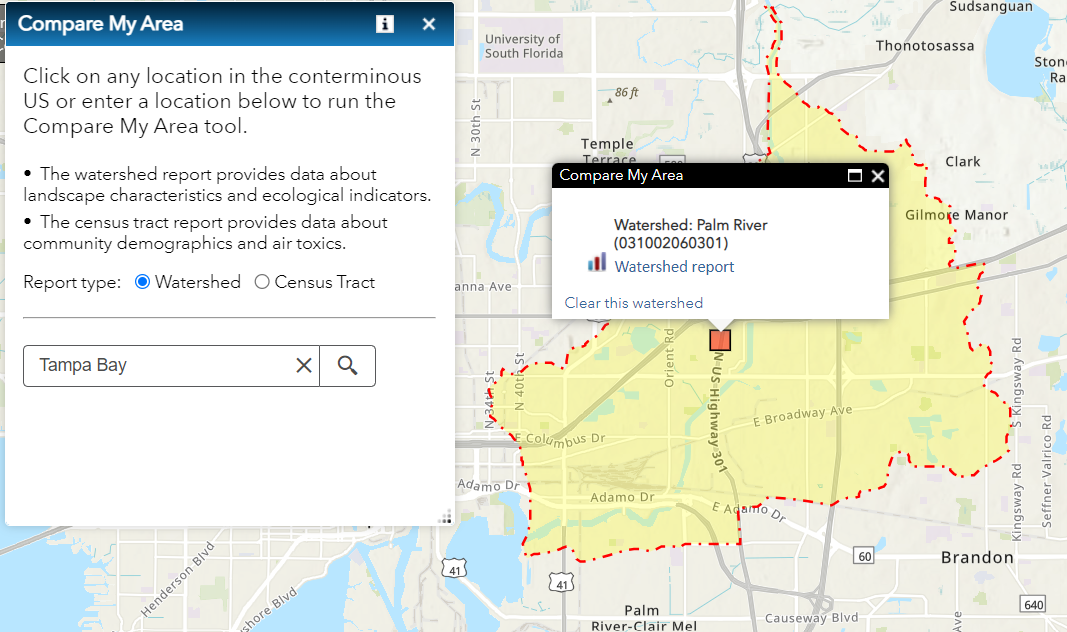 Compare My Area
Click on any location in the conterminous
US or enter a location below to run the
Compare My Area tool.
• The watershed report provides data about
landscape characteristics and ecological indicators.
• The census tract report provides data about
community demographics and air toxics.
Report type: Watershed Census Tract
Tampa Bay
Sudsanguan
University of
South Florida
Thonotosassa
86 ft
N 30th St
Temple
Terrace
Clark
Gilmore Manor
Compare My Area
Watershed: Palm River
(031002060301)
Watershed report
Clear this watershed
anna Ave
Orient Rd
N 34th St
N 40th St
N US Highway 301
S Kingsway Rd
E Broadway Ave
E Columbus Dr
Adamo Dr
Adamo Dr
E Adamo Dr
Kingsway Rd
Seffner Valrico Rd
60
Brandon
41
41
Henderson Blvd
shore Blvd
Palm
River-Clair Mel
Causeway Blvd
640